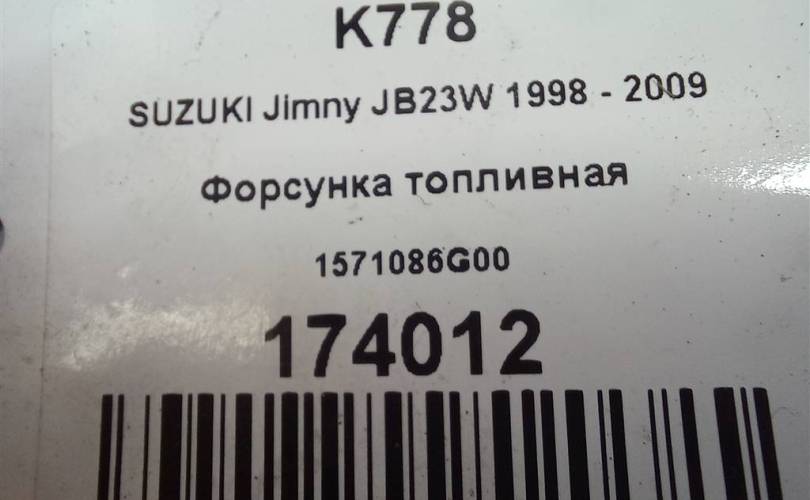 K778
SUZUKI Jimny JB23W 1998 - 2009
Форсунка топливная
1571086G00
174012